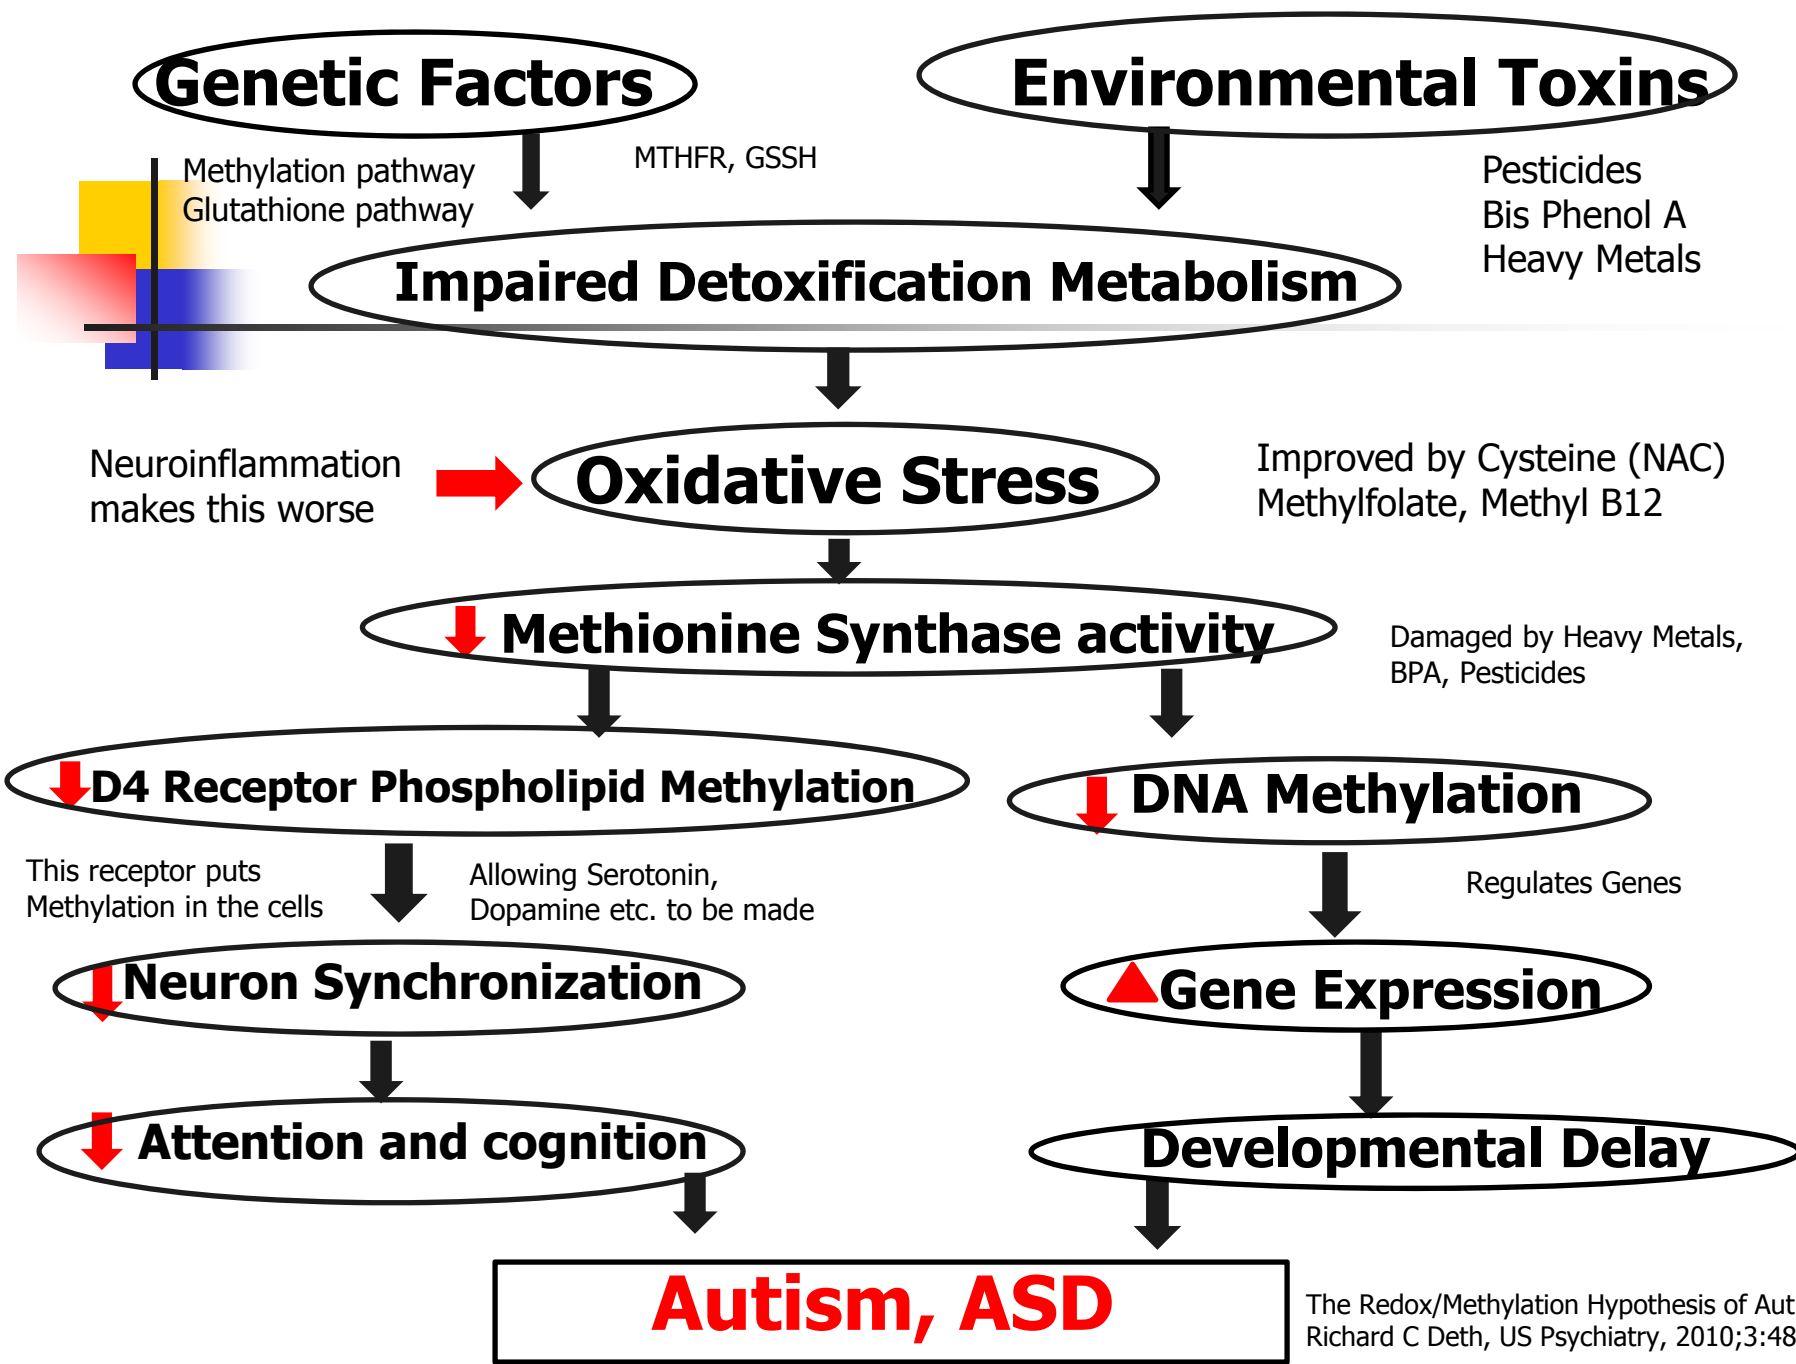 Genetic Factors
Environmental Toxins
Methylation pathway
Glutathione pathway
MTHFR, GSSH
Pesticides
Bis Phenol A
Heavy Metals
Impaired Detoxification Metabolism
Neuroinflammation
makes this worse
Oxidative Stress
Improved by Cysteine (NAC)
Methylfolate, Methyl B12
Methionine Synthase activity
Damaged by Heavy Metals,
BPA, Pesticides
D4 Receptor Phospholipid Methylation
DNA Methylation
This receptor puts
Methylation in the cells
Allowing Serotonin,
Dopamine etc. to be made
Regulates Genes
Neuron Synchronization
Gene Expression
Attention and cognition
Developmental Delay
Autism, ASD
The Redox/Methylation Hypothesis of Aut
Richard C Deth, US Psychiatry, 2010;3:48